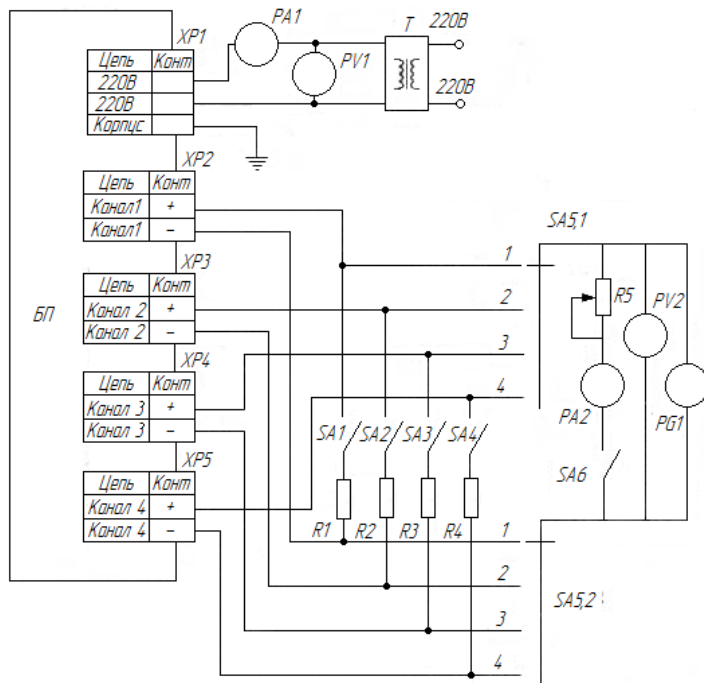 PA1
T
220В
XP1
Цепь Конт
220В
220В
Корпус
PV1
220В
XP2
Цепь Конт
Канал1 +
Канал1 −
SA5,1
1
XP3
Цепь Конт
Канал 2 +
Канал 2 −
2
R5
PV2
БП
3
XP4
Цепь Конт
Канал 3 +
Канал 3 −
4
PA2
PG1
SA1 SA2 SA3 SA4
SA6
XP5
Цепь Конт
Канал 4 +
Канал 4 −
R1 R2 R3 R4
1
2
SA5,2
3
4